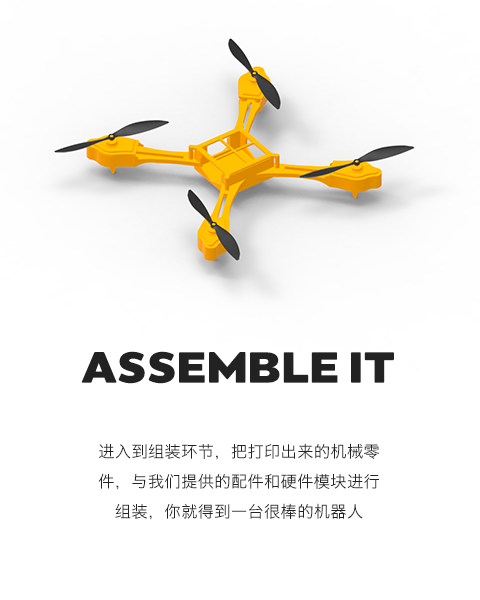 ASSEMBLE IT
进入到组装环节，把打印出来的机械零
件，与我们提供的配件和硬件模块进行
组装，你就得到一台很棒的机器人